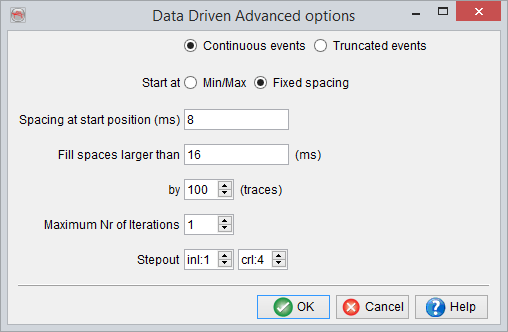 Data Driven Advanced options
Continuous events Truncated events
Start at Min/Max Fixed spacing
Spacing at start position (ms) 8
Fill spaces larger than 16 (ms)
by 100 (traces)
Maximum Nr of Iterations 1
Stepout inl:1 crl:4
OK Cancel Help